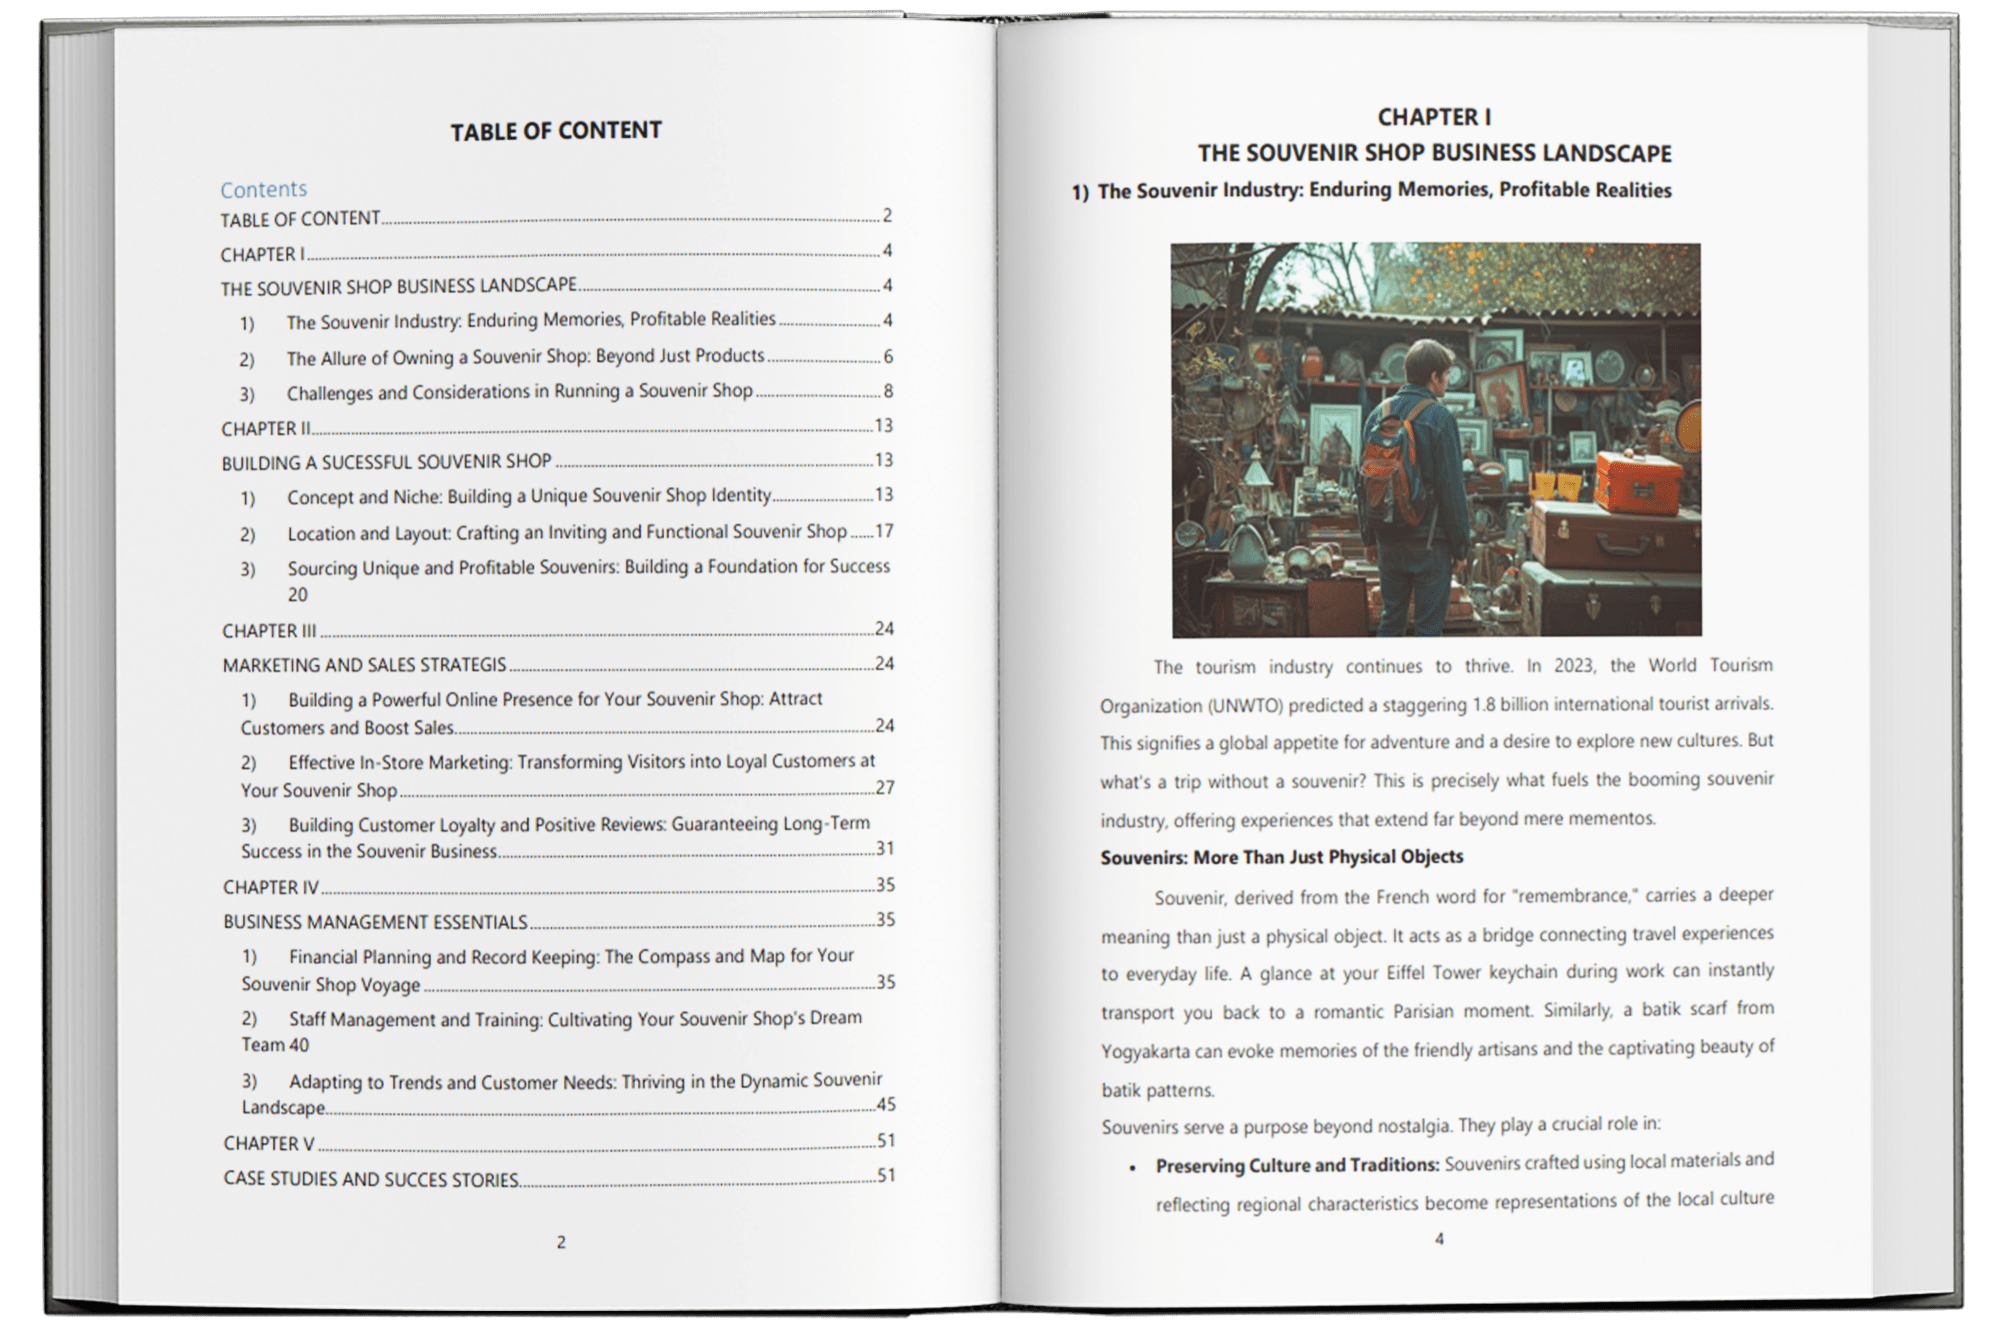 TABLE OF CONTENT
Contents
TABLE OF CONTENT 2
CHAPTER I 4
THE SOUVENIR SHOP BUSINESS LANDSCAPE 4
1) The Souvenir Industry: Enduring Memories, Profitable Realities 4
2) The Allure of Owning a Souvenir Shop: Beyond Just Products 6
3) Challenges and Considerations in Running a Souvenir Shop 8
CHAPTER II 13
BUILDING A SUCESSFUL SOUVENIR SHOP 13
1) Concept and Niche: Building a Unique Souvenir Shop Identity 13
2) Location and Layout: Crafting an Inviting and Functional Souvenir Shop 17
3) Sourcing Unique and Profitable Souvenirs: Building a Foundation for Success
20
CHAPTER III 24
MARKETING AND SALES STRATEGIS 24
1) Building a Powerful Online Presence for Your Souvenir Shop: Attract
Customers and Boost Sales 24
2) Effective In-Store Marketing: Transforming Visitors into Loyal Customers at
Your Souvenir Shop 27
3) Building Customer Loyalty and Positive Reviews: Guaranteeing Long-Term
Success in the Souvenir Business 31
CHAPTER IV 35
BUSINESS MANAGEMENT ESSENTIALS 35
1) Financial Planning and Record Keeping: The Compass and Map for Your
Souvenir Shop Voyage 35
2) Staff Management and Training: Cultivating Your Souvenir Shop's Dream
Team 40
3) Adapting to Trends and Customer Needs: Thriving in the Dynamic Souvenir
Landscape 45
CHAPTER V 51
CASE STUDIES AND SUCCES STORIES 51
2
CHAPTER I
THE SOUVENIR SHOP BUSINESS LANDSCAPE
1) The Souvenir Industry: Enduring Memories, Profitable Realities
The tourism industry continues to thrive. In 2023, the World Tourism
Organization (UNWTO) predicted a staggering 1.8 billion international tourist arrivals.
This signifies a global appetite for adventure and a desire to explore new cultures. But
what's a trip without a souvenir? This is precisely what fuels the booming souvenir
industry, offering experiences that extend far beyond mere mementos.
Souvenirs: More Than Just Physical Objects
Souvenir, derived from the French word for "remembrance," carries a deeper
meaning than just a physical object. It acts as a bridge connecting travel experiences
to everyday life. A glance at your Eiffel Tower keychain during work can instantly
transport you back to a romantic Parisian moment. Similarly, a batik scarf from
Yogyakarta can evoke memories of the friendly artisans and the captivating beauty of
batik patterns.
Souvenirs serve a purpose beyond nostalgia. They play a crucial role in:
• Preserving Culture and Traditions: Souvenirs crafted using local materials and
reflecting regional characteristics become representations of the local culture
4